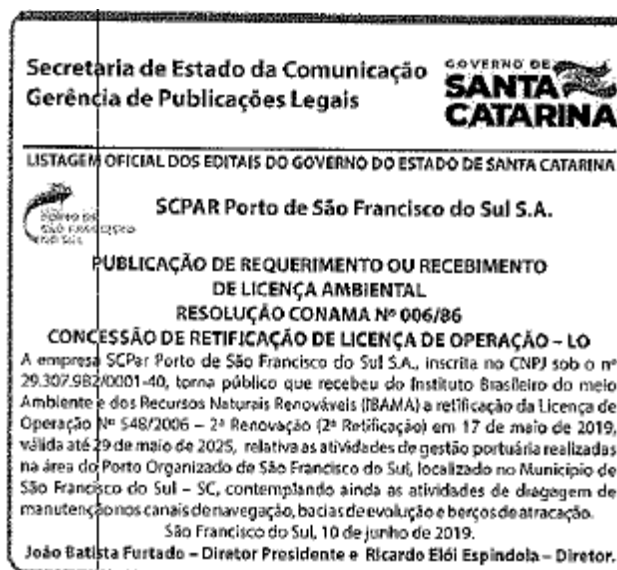 Secretaria de Estado da Comunicação
Gerência de Publicações Legais
GOVERNO DE
SANTA
CATARINA
LISTAGEM OFICIAL DOS EDITAIS DO GOVERNO DO ESTADO DE SANTA CATARINA
PORTO DE
SÃO FRANCISCO
DO SUL
SCPAR Porto de São Francisco do Sul S.A.
PUBLICAÇÃO DE REQUERIMENTO OU RECEBIMENTO
DE LICENÇA AMBIENTAL
RESOLUÇÃO CONAMA Nº 006/86
CONCESSÃO DE RETIFICAÇÃO DE LICENÇA DE OPERAÇÃO – LO
A empresa SCPar Porto de São Francisco do Sul S.A., inscrita no CNPJ sob o nº
29.307.982/0001-40, torna público que recebeu do Instituto Brasileiro do meio
Ambiente e dos Recursos Naturais Renováveis (IBAMA) a retificação da Licença de
Operação Nº 548/2006 – 2ª Renovação (2ª Retificação) em 17 de maio de 2019,
válida até 29 de maio de 2025, relativa as atividades de gestão portuária realizadas
na área do Porto Organizado de São Francisco do Sul, localizado no Município de
São Francisco do Sul – SC, contemplando ainda as atividades de dragagem de
manutenção nos canais de navegação, bacias de evolução e berços de atracação.
São Francisco do Sul, 10 de junho de 2019.
João Batista Furtado – Diretor Presidente e Ricardo Elói Espindola – Diretor.